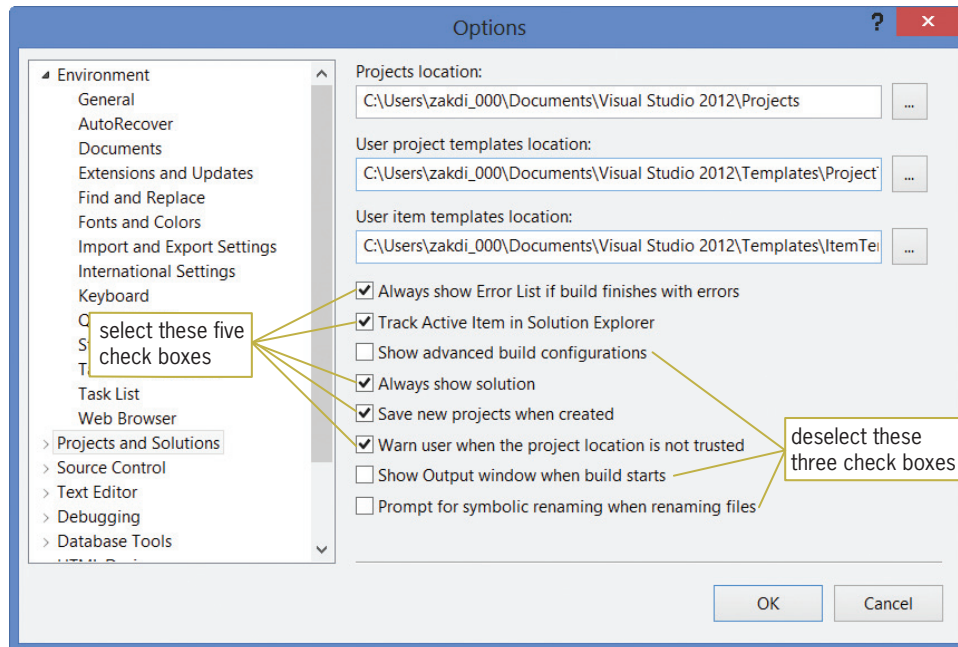 Options
?
Environment
General
AutoRecover
Documents
Extensions and Updates
Find and Replace
Fonts and Colors
Import and Export Settings
International Settings
Keyboard
Task List
Web Browser
Projects and Solutions
Source Control
Text Editor
Debugging
Database Tools
select these five
check boxes
Projects location:
C:\Users\zakdi_000\Documents\Visual Studio 2012\Projects
...
User project templates location:
C:\Users\zakdi_000\Documents\Visual Studio 2012\Templates\Project
...
User item templates location:
C:\Users\zakdi_000\Documents\Visual Studio 2012\Templates\ItemTe
...
Always show Error List if build finishes with errors
Track Active Item in Solution Explorer
Show advanced build configurations
Always show solution
Save new projects when created
Warn user when the project location is not trusted
Show Output window when build starts
Prompt for symbolic renaming when renaming files
deselect these
three check boxes
OK
Cancel